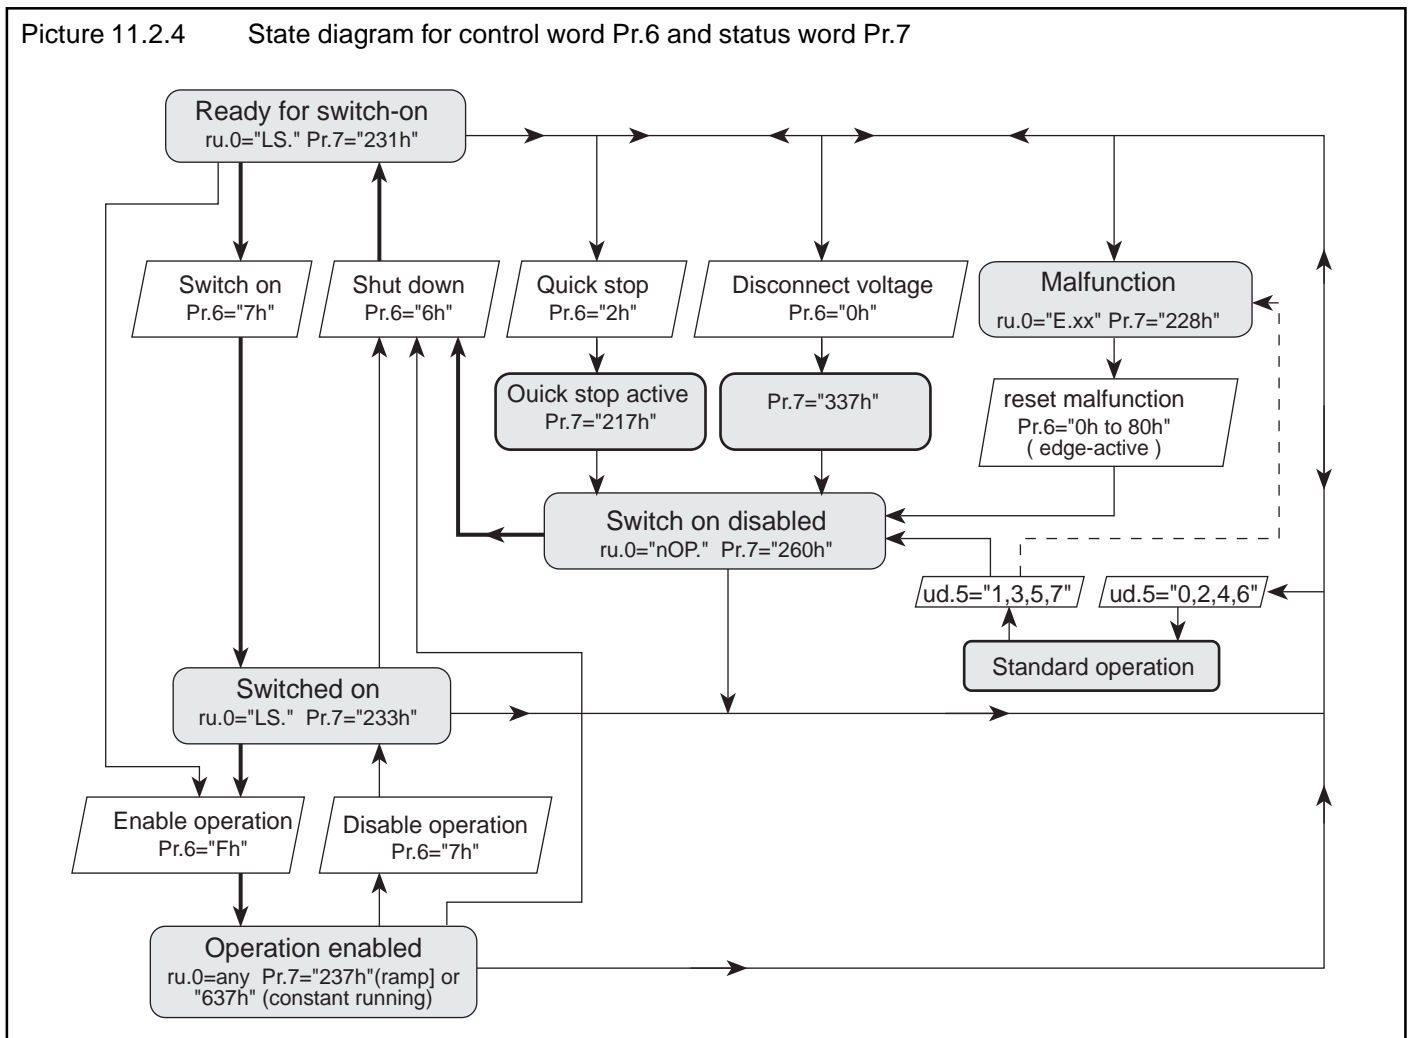 Picture 11.2.4 State diagram for control word Pr.6 and status word Pr.7
Ready for switch-on
ru.0="LS." Pr.7="231h"
Switch on
Pr.6="7h"
Shut down
Pr.6="6h"
Quick stop
Pr.6="2h"
Disconnect voltage
Pr.6="0h"
Malfunction
ru.0="E.xx" Pr.7="228h"
Ouick stop active
Pr.7="217h"
Pr.7="337h"
reset malfunction
Pr.6="0h to 80h"
( edge-active )
Switch on disabled
ru.0="nOP." Pr.7="260h"
ud.5="1,3,5,7"
ud.5="0,2,4,6"
Standard operation
Switched on
ru.0="LS." Pr.7="233h"
Enable operation
Pr.6="Fh"
Disable operation
Pr.6="7h"
Operation enabled
ru.0=any Pr.7="237h"(ramp] or
"637h" (constant running)